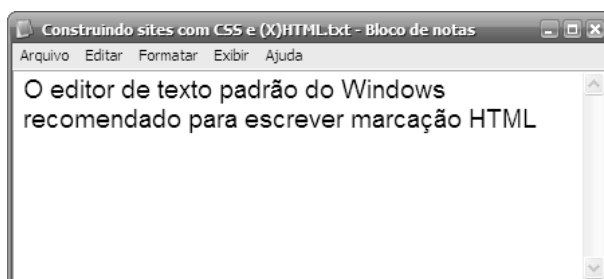 Construindo sites com CSS e (X)HTML.txt - Bloco de notas
Arquivo Editar Formatar Exibir Ajuda
O editor de texto padrão do Windows
recomendado para escrever marcação HTML